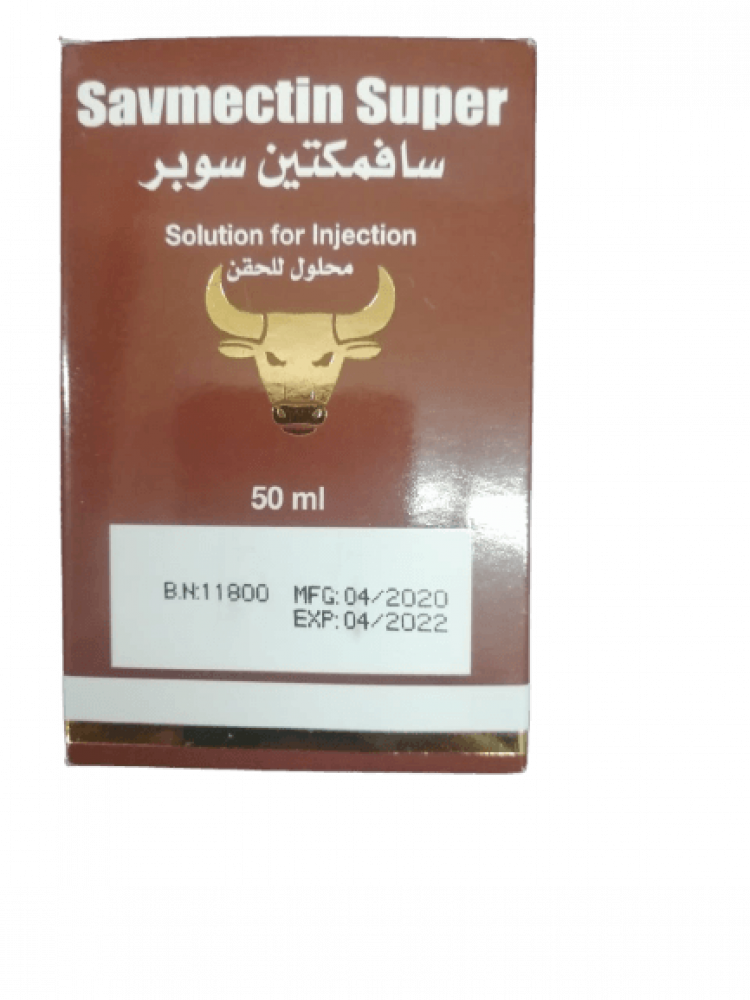 Savmectin Super
سافمكتين سوبر
Solution for Injection
محلول للحقن
50 ml
B.N:11800 MFG:04/2020
EXP:04/2022